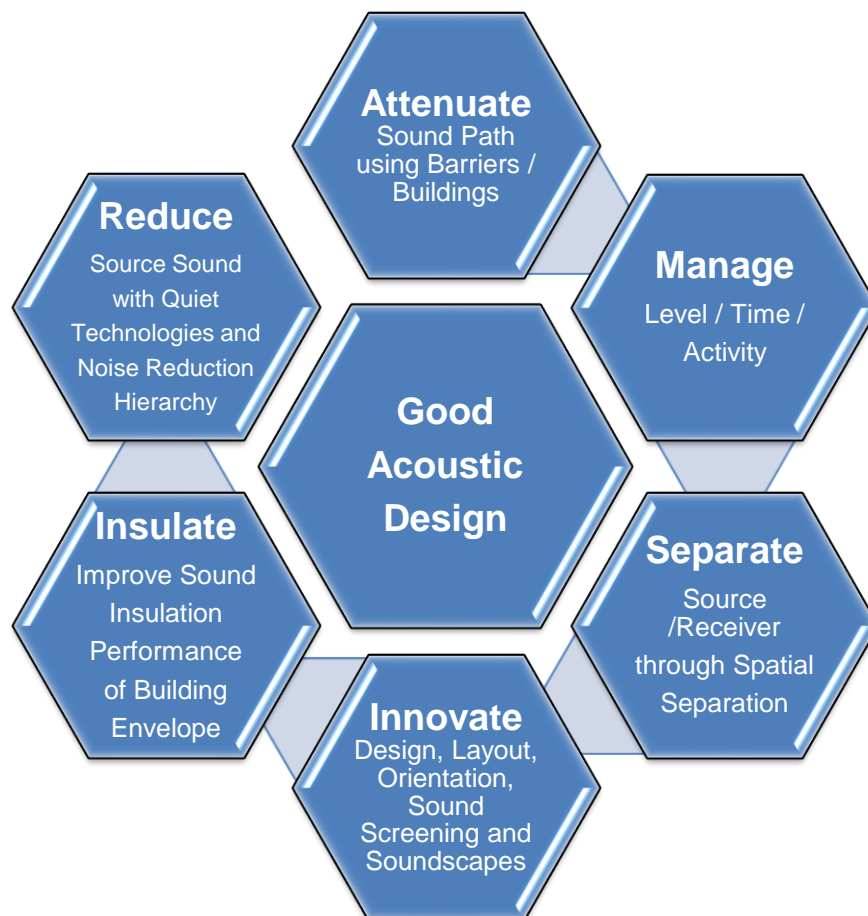 Attenuate
Sound Path
using Barriers /
Buildings
Reduce
Source Sound
with Quiet
Technologies and
Noise Reduction
Hierarchy
Manage
Level / Time /
Activity
Good
Acoustic
Design
Insulate
Improve Sound
Insulation
Performance
of Building
Envelope
Separate
Source
/Receiver
through Spatial
Separation
Innovate
Design, Layout,
Orientation,
Sound
Screening and
Soundscapes